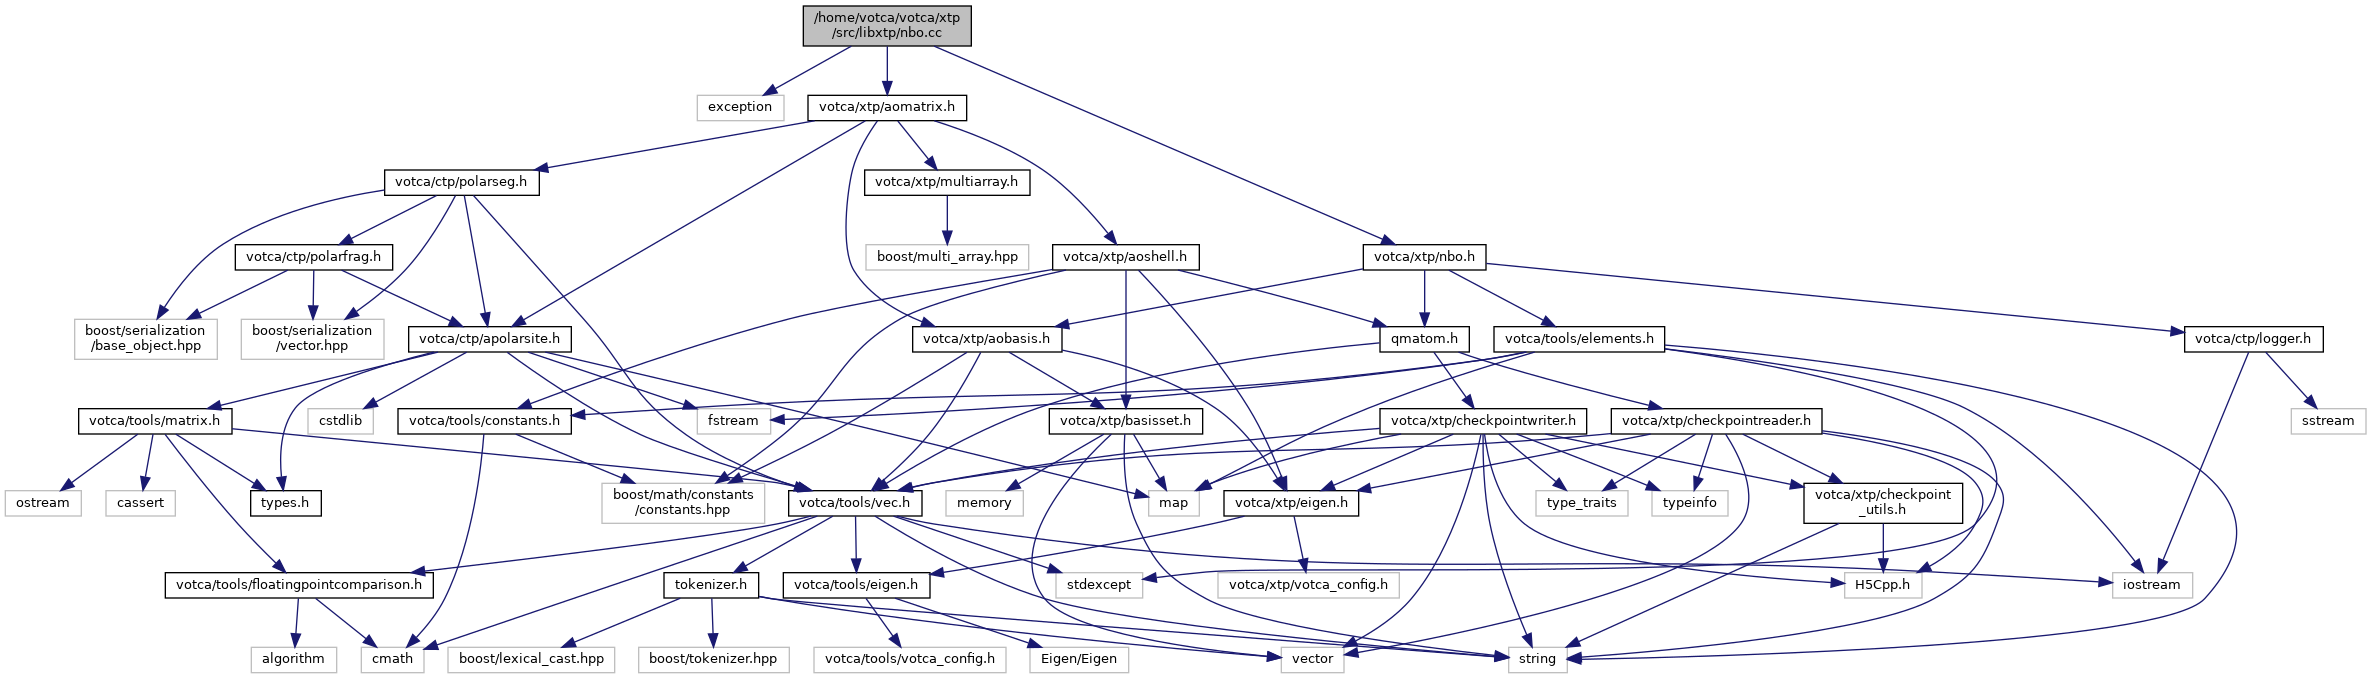 /home/votca/votca/xtp
/src/libxtp/nbo.cc
exception
votca/xtp/aomatrix.h
votca/ctp/polarseg.h
votca/xtp/multiarray.h
votca/ctp/polarfrag.h
boost/multi_array.hpp
votca/xtp/aoshell.h
votca/xtp/nbo.h
boost/serialization
/base_object.hpp
boost/serialization
/vector.hpp
votca/ctp/apolarsite.h
votca/xtp/aobasis.h
qmatom.h
votca/tools/elements.h
votca/ctp/logger.h
votca/tools/matrix.h
cstdlib
votca/tools/constants.h
fstream
votca/xtp/basisset.h
votca/xtp/checkpointwriter.h
votca/xtp/checkpointreader.h
sstream
ostream
cassert
types.h
boost/math/constants
/constants.hpp
votca/tools/vec.h
memory
map
votca/xtp/eigen.h
type_traits
typeinfo
votca/xtp/checkpoint
_utils.h
votca/tools/floatingpointcomparison.h
tokenizer.h
votca/tools/eigen.h
stdexcept
votca/xtp/votca_config.h
H5Cpp.h
iostream
algorithm
cmath
boost/lexical_cast.hpp
boost/tokenizer.hpp
votca/tools/votca_config.h
Eigen/Eigen
vector
string